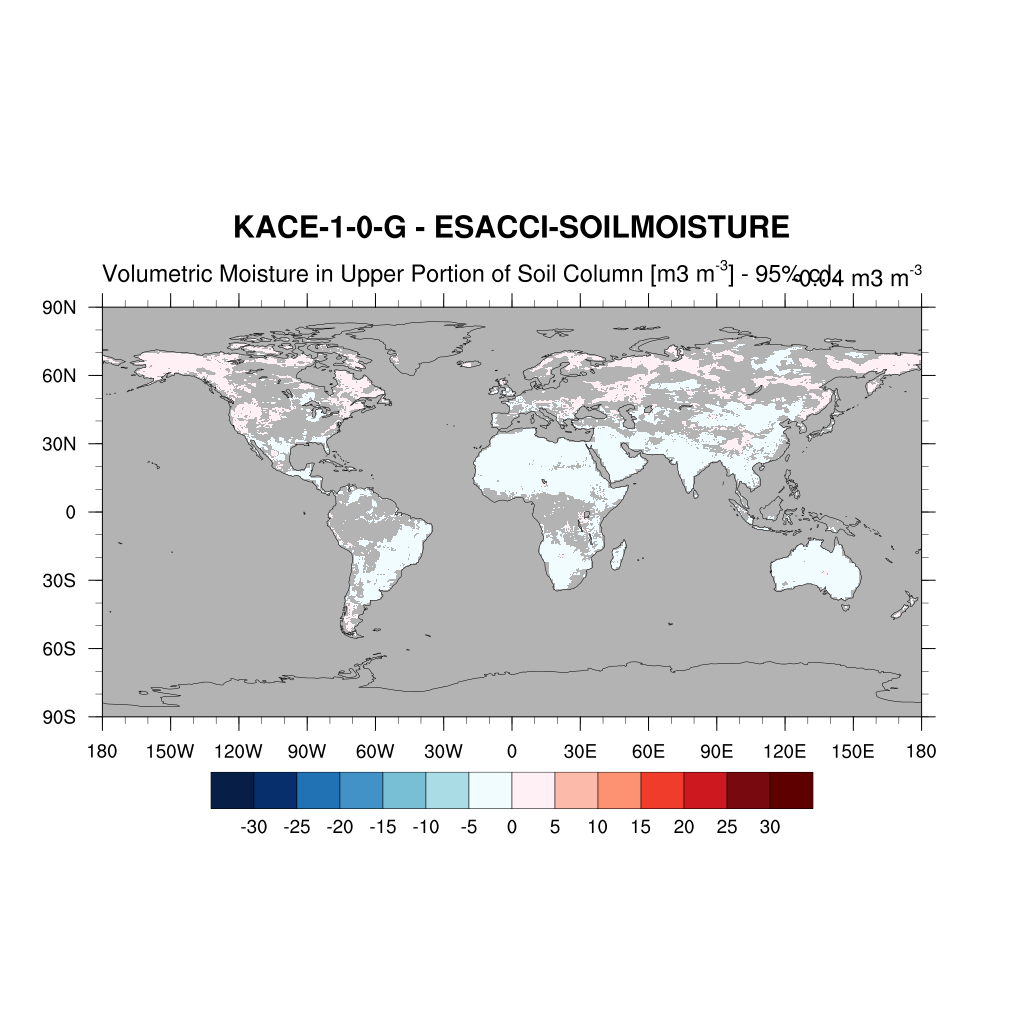 KACE-1-0-G - ESACCI-SOILMOISTURE
Volumetric Moisture in Upper Portion of Soil Column [m3 m-3] - 95% -0.04 m3 m-3
90N
60N
30N
0
30S
60S
90S
180 150W 120W 90W 60W 30W 0 30E 60E 90E 120E 150E 180
-30 -25 -20 -15 -10 -5 0 5 10 15 20 25 30